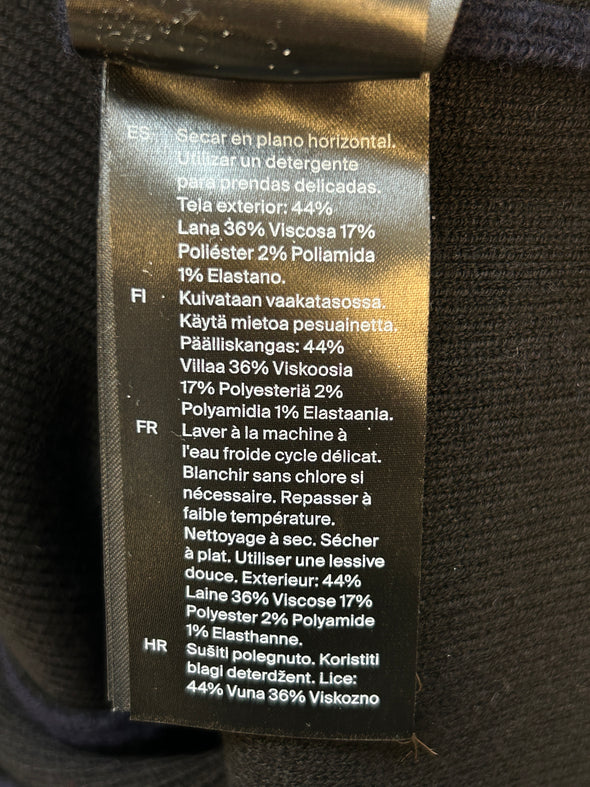 ES Secar en plano horizontal.
Utilizar un detergente
para prendas delicadas.
Tela exterior: 44%
Lana 36% Viscosa 17%
Poliéster 2% Poliamida
1% Elastano.
FI Kuivataan vaakatasossa.
Käytä mietoa pesuainetta.
Päälliskangas: 44%
Villaa 36% Viskoosia
17% Polyesteriä 2%
Polyamidia 1% Elastaania.
FR Laver à la machine à
l'eau froide cycle délicat.
Blanchir sans chlore si
nécessaire. Repasser à
faible température.
Nettoyage à sec. Sécher
à plat. Utiliser une lessive
douce. Exterieur: 44%
Laine 36% Viscose 17%
Polyester 2% Polyamide
1% Elasthanne.
HR Sušiti polegnuto. Koristiti
blagi deterdžent. Lice:
44% Vuna 36% Viskozno